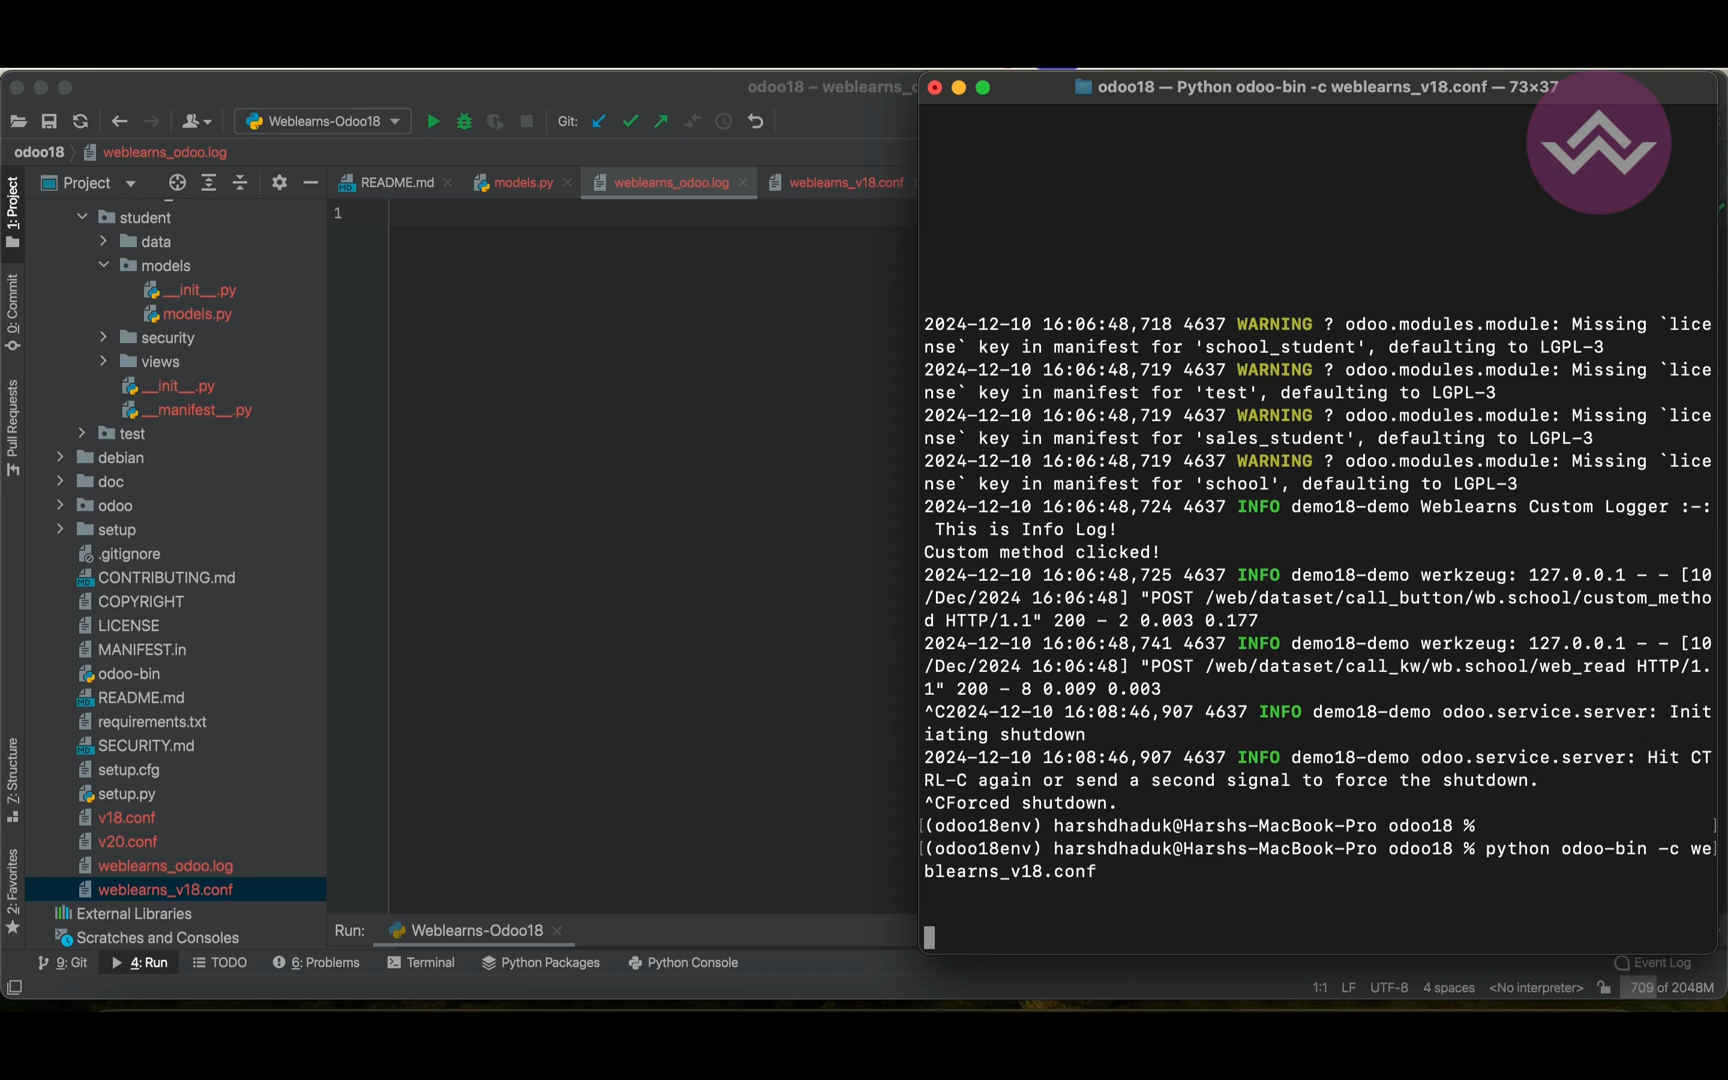 odoo18 – weblearns_o
odoo18 — Python odoo-bin -c weblearns_v18.conf — 73×37
Weblearns-Odoo18
Git:
odoo18
weblearns_odoo.log
1: Project
0: Commit
Pull Requests
7: Structure
2: Favorites
Project
README.md
models.py
weblearns_odoo.log
weblearns_v18.conf
1
student
data
models
__init__.py
models.py
security
views
__init__.py
__manifest__.py
test
debian
doc
odoo
setup
.gitignore
CONTRIBUTING.md
COPYRIGHT
LICENSE
MANIFEST.in
odoo-bin
README.md
requirements.txt
SECURITY.md
setup.cfg
setup.py
v18.conf
v20.conf
weblearns_odoo.log
weblearns_v18.conf
External Libraries
Scratches and Consoles
2024-12-10 16:06:48,718 4637 WARNING ? odoo.modules.module: Missing `lice
nse` key in manifest for 'school_student', defaulting to LGPL-3
2024-12-10 16:06:48,719 4637 WARNING ? odoo.modules.module: Missing `lice
nse` key in manifest for 'test', defaulting to LGPL-3
2024-12-10 16:06:48,719 4637 WARNING ? odoo.modules.module: Missing `lice
nse` key in manifest for 'sales_student', defaulting to LGPL-3
2024-12-10 16:06:48,719 4637 WARNING ? odoo.modules.module: Missing `lice
nse` key in manifest for 'school', defaulting to LGPL-3
2024-12-10 16:06:48,724 4637 INFO demo18-demo Weblearns Custom Logger :-:
This is Info Log!
Custom method clicked!
2024-12-10 16:06:48,725 4637 INFO demo18-demo werkzeug: 127.0.0.1 - - [10
/Dec/2024 16:06:48] "POST /web/dataset/call_button/wb.school/custom_metho
d HTTP/1.1" 200 - 2 0.003 0.177
2024-12-10 16:06:48,741 4637 INFO demo18-demo werkzeug: 127.0.0.1 - - [10
/Dec/2024 16:06:48] "POST /web/dataset/call_kw/wb.school/web_read HTTP/1.
1" 200 - 8 0.009 0.003
^C2024-12-10 16:08:46,907 4637 INFO demo18-demo odoo.service.server: Init
iating shutdown
2024-12-10 16:08:46,907 4637 INFO demo18-demo odoo.service.server: Hit CT
RL-C again or send a second signal to force the shutdown.
^CForced shutdown.
[(odoo18env) harshdhaduk@Harshs-MacBook-Pro odoo18 % ]
[(odoo18env) harshdhaduk@Harshs-MacBook-Pro odoo18 % python odoo-bin -c we]
blearns_v18.conf
Run:
Weblearns-Odoo18
9: Git
4: Run
TODO
6: Problems
Terminal
Python Packages
Python Console
Event Log
1:1
LF
UTF-8
4 spaces
<No interpreter>
709 of 2048M